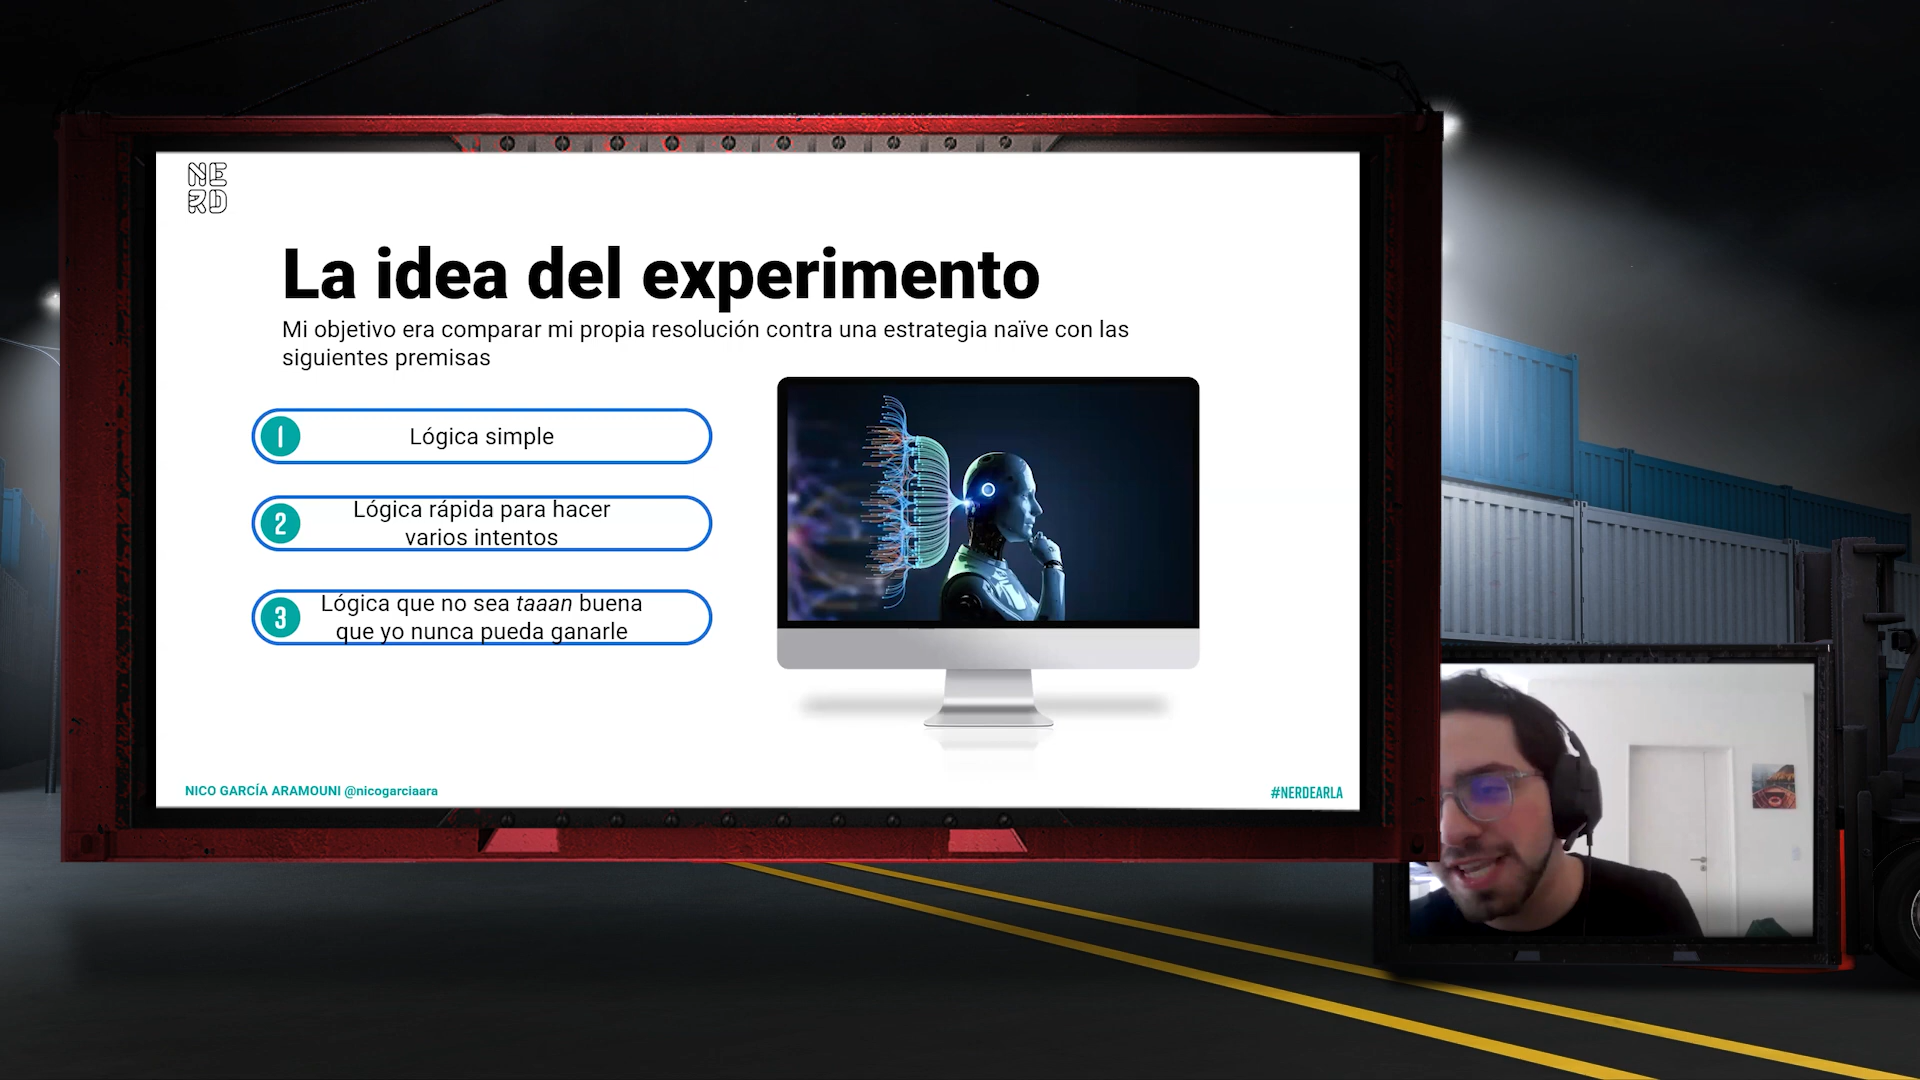 NE
RD
La idea del experimento
Mi objetivo era comparar mi propia resolución contra una estrategia naïve con las
siguientes premisas
1 Lógica simple
2 Lógica rápida para hacer
varios intentos
3 Lógica que no sea taaan buena
que yo nunca pueda ganarle
NICO GARCÍA ARAMOUNI @nicogarciaara
#NERDEARLA